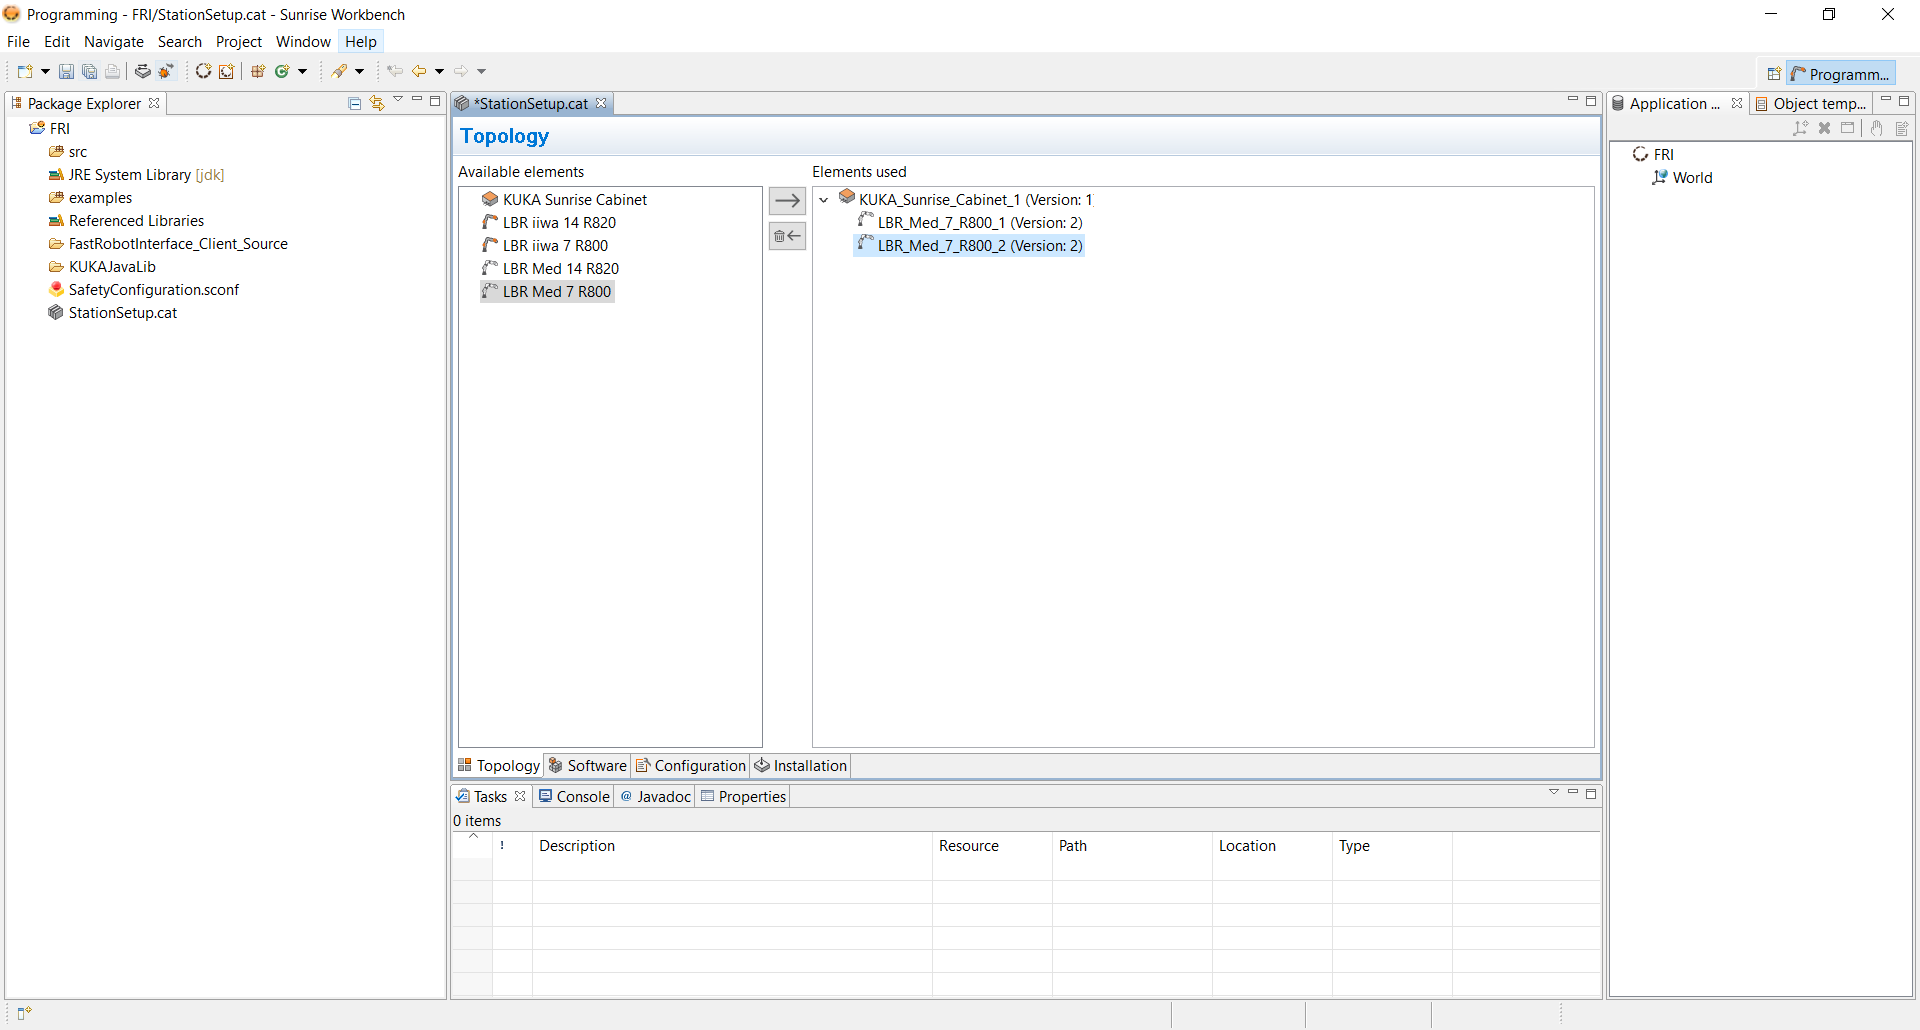 Programming - FRI/StationSetup.cat - Sunrise Workbench
File Edit Navigate Search Project Window Help
Programm...
Package Explorer
FRI
src
JRE System Library [jdk]
examples
Referenced Libraries
FastRobotInterface_Client_Source
KUKAJavaLib
SafetyConfiguration.sconf
StationSetup.cat
*StationSetup.cat
Topology
Available elements
KUKA Sunrise Cabinet
LBR iiwa 14 R820
LBR iiwa 7 R800
LBR Med 14 R820
LBR Med 7 R800
Elements used
KUKA_Sunrise_Cabinet_1 (Version: 1
LBR_Med_7_R800_1 (Version: 2)
LBR_Med_7_R800_2 (Version: 2)
Topology Software Configuration Installation
Tasks Console @ Javadoc Properties
0 items
! Description Resource Path Location Type
Application ... Object temp...
FRI
World